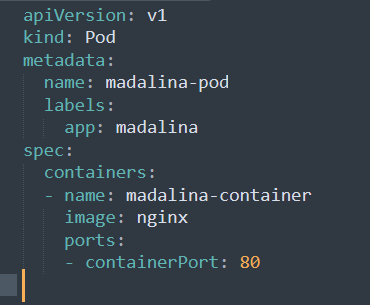 apiVersion: v1
kind: Pod
metadata:
  name: madalina-pod
  labels:
    app: madalina
spec:
  containers:
  - name: madalina-container
    image: nginx
    ports:
    - containerPort: 80